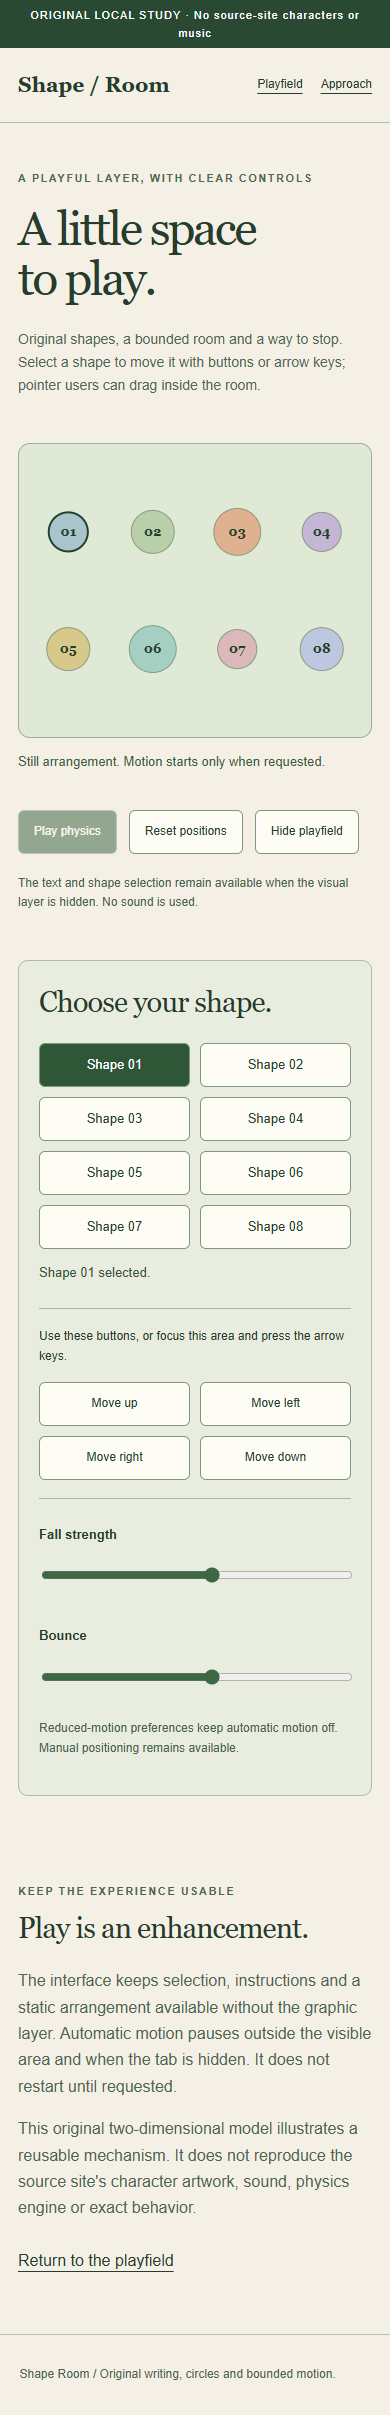 ORIGINAL LOCAL STUDY · No source-site characters or
music
Shape / Room
Playfield
Approach
A PLAYFUL LAYER, WITH CLEAR CONTROLS
A little space
to play.
Original shapes, a bounded room and a way to stop.
Select a shape to move it with buttons or arrow keys;
pointer users can drag inside the room.
01
02
03
04
05
06
07
08
Still arrangement. Motion starts only when requested.
Play physics
Reset positions
Hide playfield
The text and shape selection remain available when the visual
layer is hidden. No sound is used.
Choose your shape.
Shape 01
Shape 02
Shape 03
Shape 04
Shape 05
Shape 06
Shape 07
Shape 08
Shape 01 selected.
Use these buttons, or focus this area and press the arrow
keys.
Move up
Move left
Move right
Move down
Fall strength
Bounce
Reduced-motion preferences keep automatic motion off.
Manual positioning remains available.
KEEP THE EXPERIENCE USABLE
Play is an enhancement.
The interface keeps selection, instructions and a
static arrangement available without the graphic
layer. Automatic motion pauses outside the visible
area and when the tab is hidden. It does not
restart until requested.
This original two-dimensional model illustrates a
reusable mechanism. It does not reproduce the
source site's character artwork, sound, physics
engine or exact behavior.
Return to the playfield
Shape Room / Original writing, circles and bounded motion.